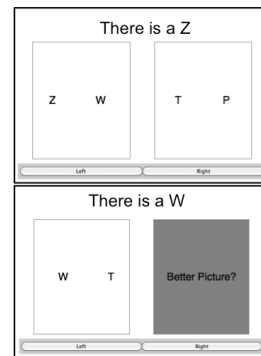 There is a Z
Z W T P
Left Right
There is a W
W T Better Picture?
Left Right